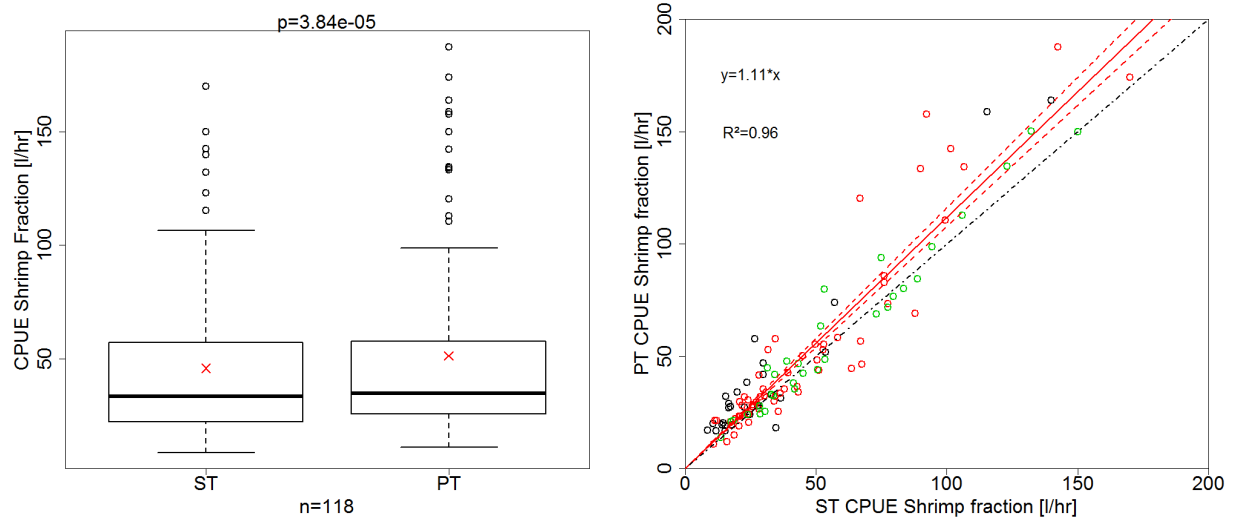 p=3.84e-05
CPUE Shrimp Fraction [l/hr]
150
100
50
ST
PT
n=118
PT CPUE Shrimp fraction [l/hr]
200
150
100
50
0
y=1.11*x
R²=0.96
0
50
100
150
200
ST CPUE Shrimp fraction [l/hr]